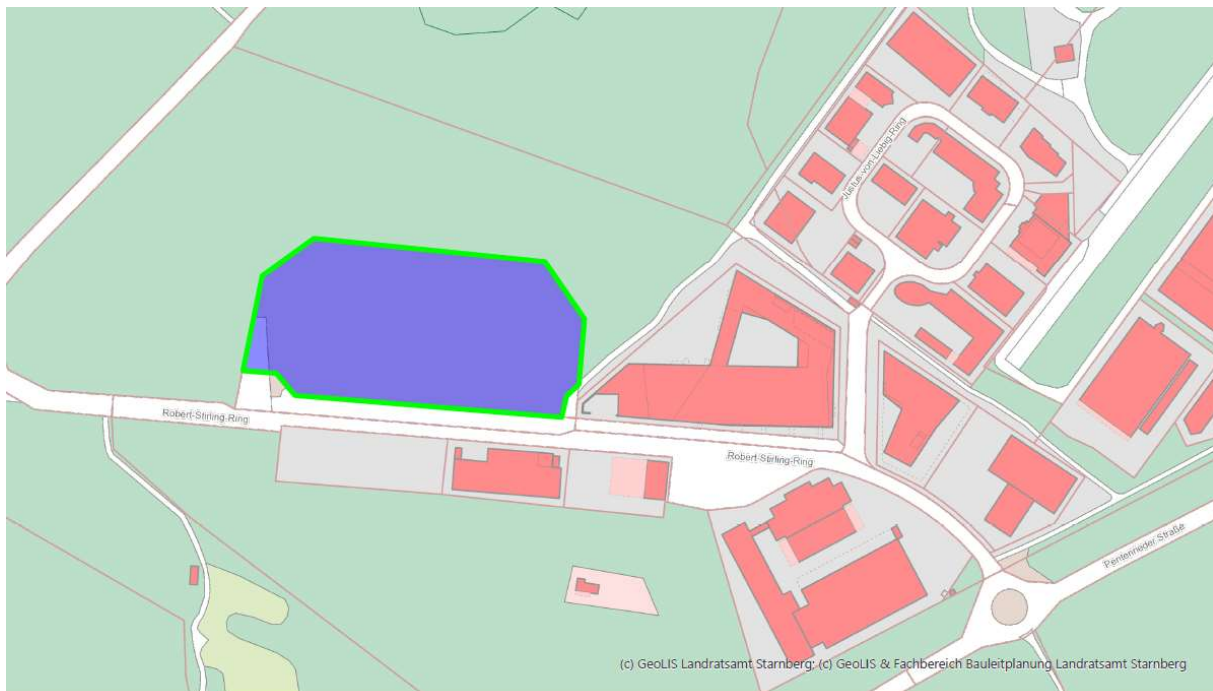 Justus-von-Liebig-Ring
Robert-Stirling-Ring
Robert-Stirling-Ring
Pentenrieder Straße
(c) GeoLIS Landratsamt Starnberg; (c) GeoLIS & Fachbereich Bauleitplanung Landratsamt Starnberg